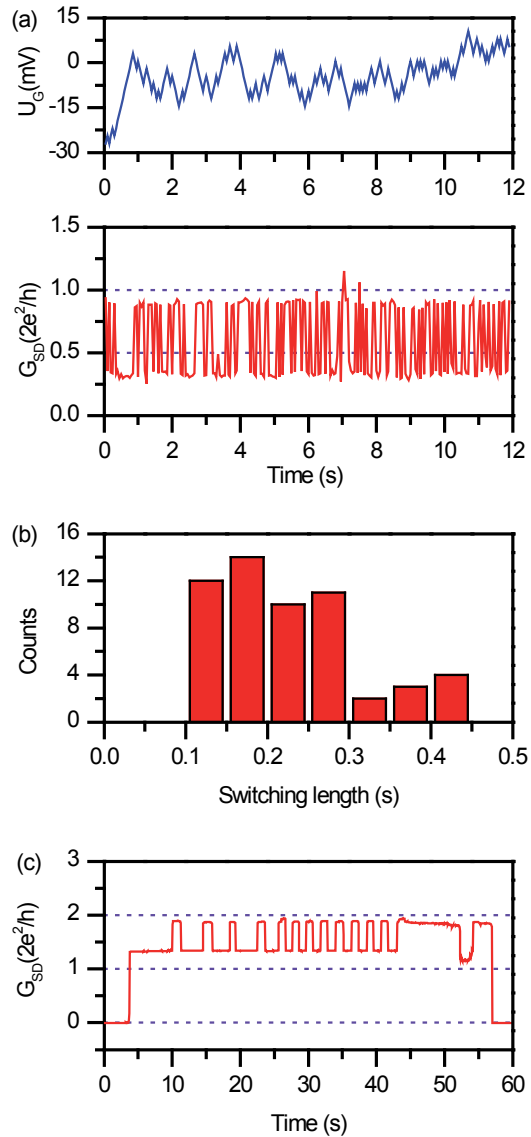 (a)
15
0
-15
-30
U_G(mV)
0 2 4 6 8 10 12
1.5
1.0
0.5
0.0
G_SD(2e²/h)
0 2 4 6 8 10 12
Time (s)
(b)
16
12
8
4
0
Counts
0.0 0.1 0.2 0.3 0.4 0.5
Switching length (s)
(c)
3
2
1
0
G_SD(2e²/h)
0 10 20 30 40 50 60
Time (s)